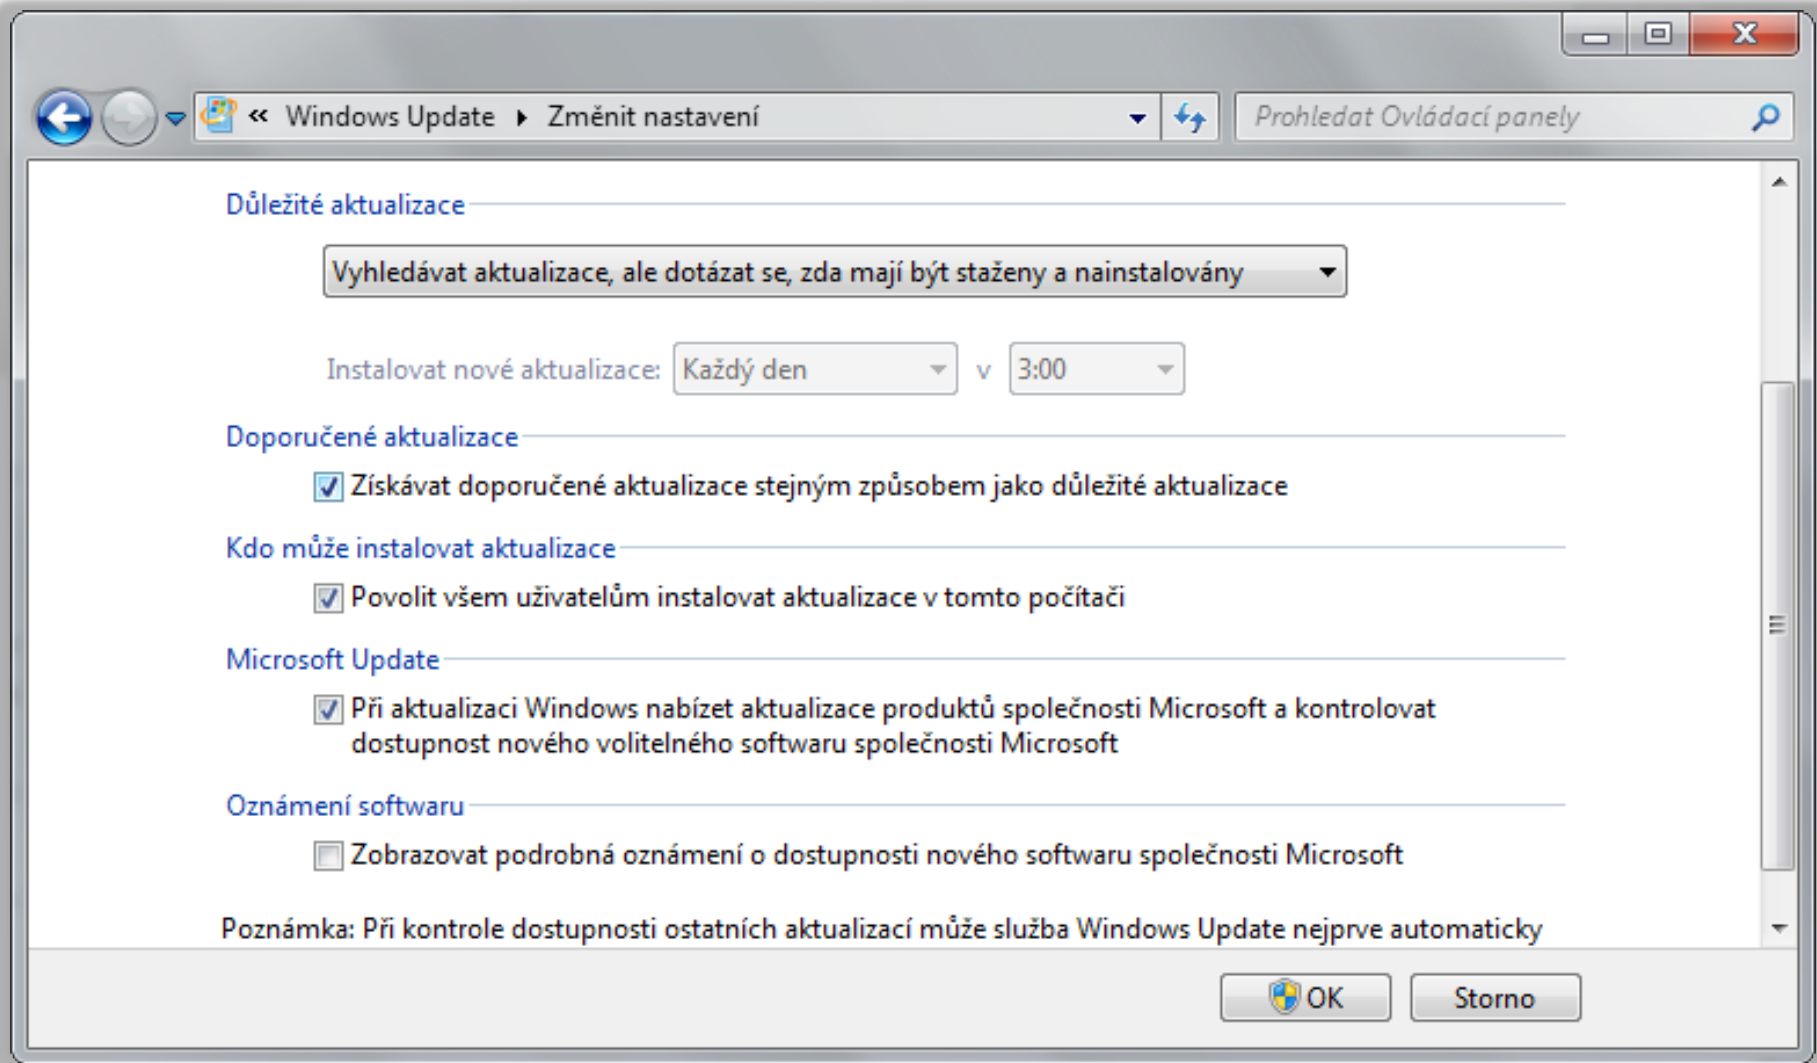 « Windows Update ▸ Změnit nastavení
Prohledat Ovládací panely
Důležité aktualizace
Vyhledávat aktualizace, ale dotázat se, zda mají být staženy a nainstalovány
Instalovat nové aktualizace: Každý den v 3:00
Doporučené aktualizace
Získávat doporučené aktualizace stejným způsobem jako důležité aktualizace
Kdo může instalovat aktualizace
Povolit všem uživatelům instalovat aktualizace v tomto počítači
Microsoft Update
Při aktualizaci Windows nabízet aktualizace produktů společnosti Microsoft a kontrolovat
dostupnost nového volitelného softwaru společnosti Microsoft
Oznámení softwaru
Zobrazovat podrobná oznámení o dostupnosti nového softwaru společnosti Microsoft
Poznámka: Při kontrole dostupnosti ostatních aktualizací může služba Windows Update nejprve automaticky
OK
Storno